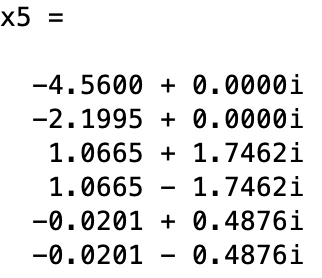 x5 =
-4.5600 + 0.0000i
-2.1995 + 0.0000i
1.0665 + 1.7462i
1.0665 - 1.7462i
-0.0201 + 0.4876i
-0.0201 - 0.4876i